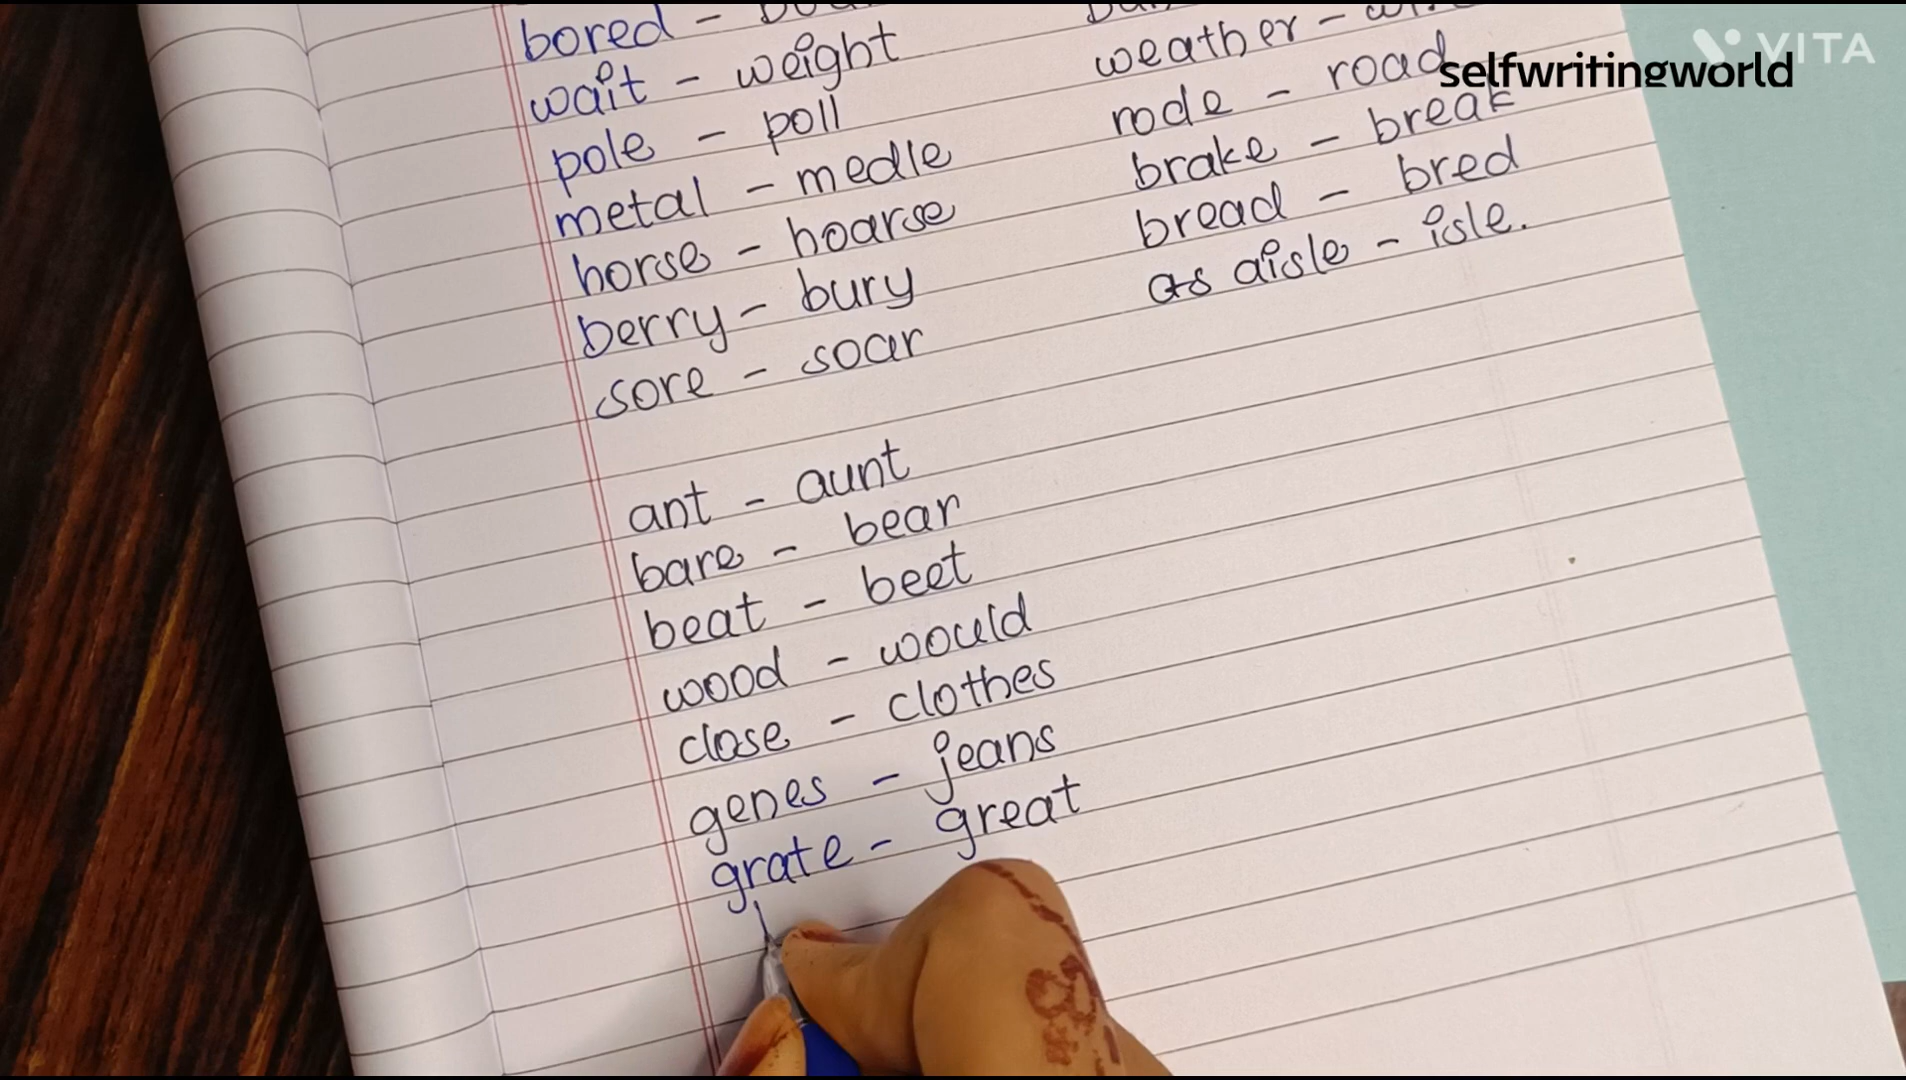 bored -
wait - weight
pole - poll
metal - medle
horse - hoarse
berry - bury
sore - soar
weather -
rode - road
brake - break
bread - bred
as aisle - isle.
ant - aunt
bare - bear
beat - beet
wood - would
close - clothes
genes - jeans
grate - great
VITA
selfwritingworld